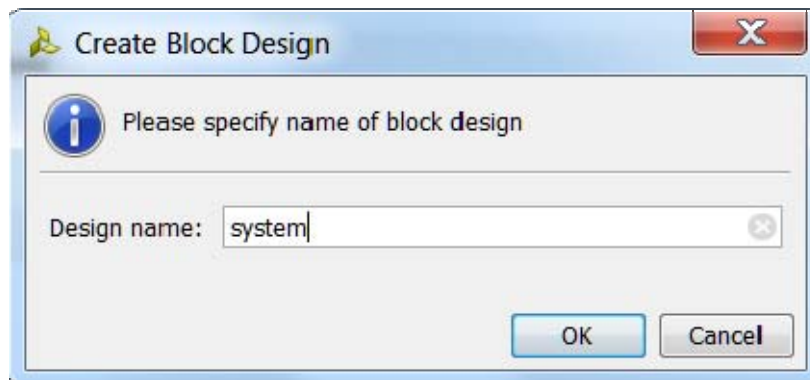 Create Block Design
Please specify name of block design
Design name: system
OK Cancel